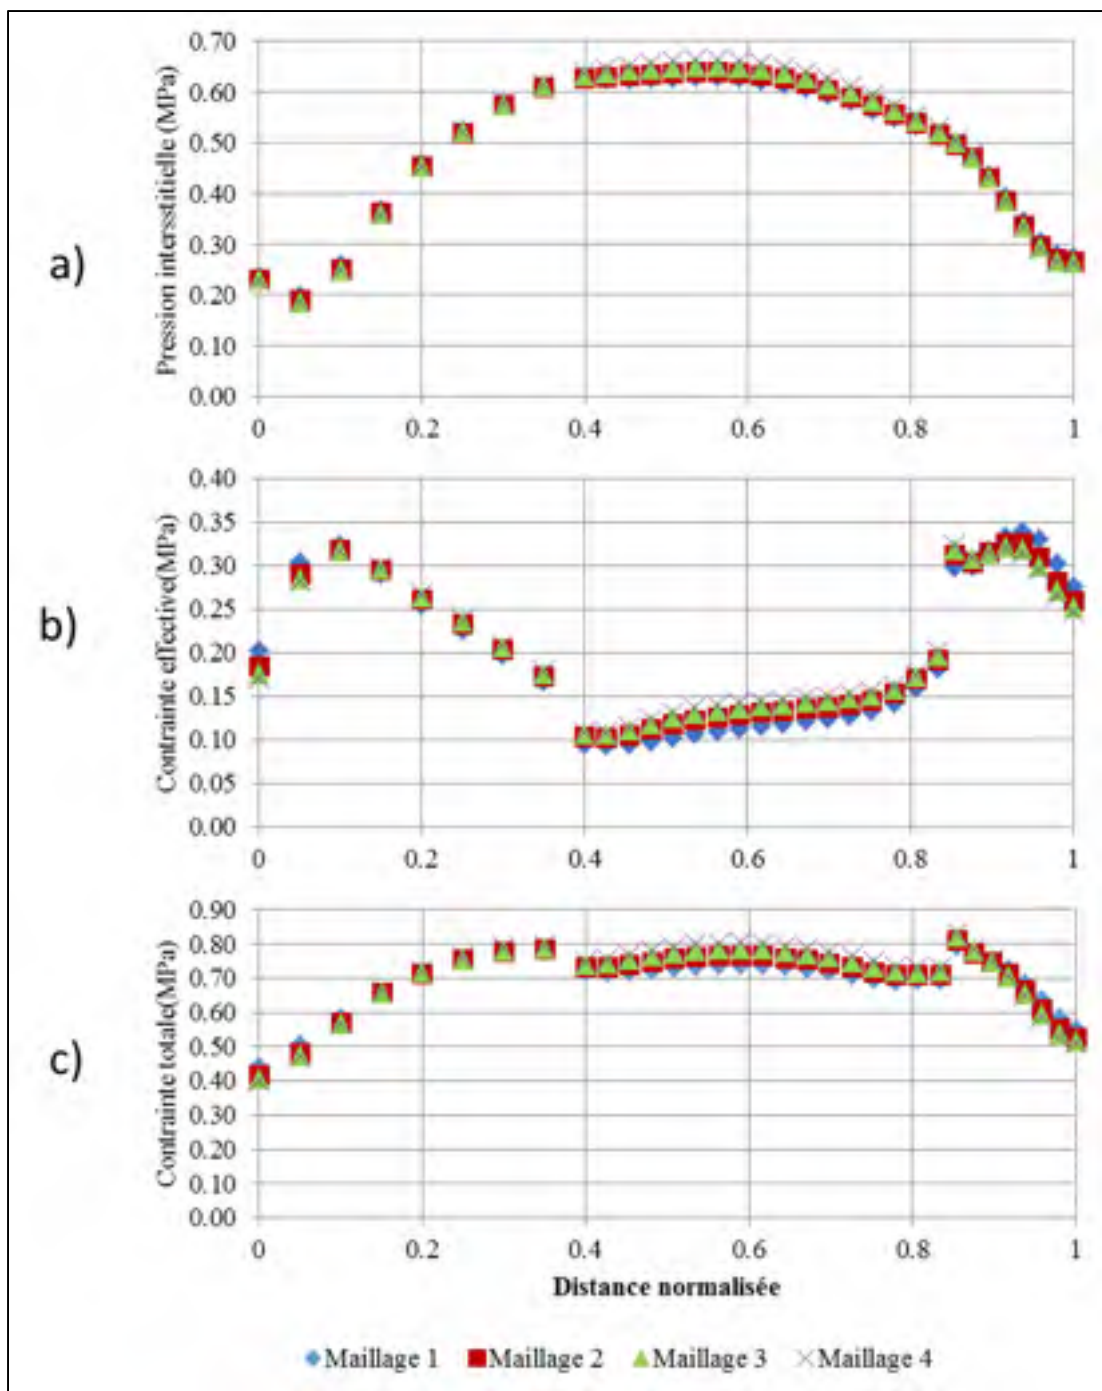 a)
Pression intersstitielle (MPa)
0.70
0.60
0.50
0.40
0.30
0.20
0.10
0.00
0 0.2 0.4 0.6 0.8 1
b)
Contrainte effective(MPa)
0.40
0.35
0.30
0.25
0.20
0.15
0.10
0.05
0.00
0 0.2 0.4 0.6 0.8 1
c)
Contrainte totale(MPa)
0.90
0.80
0.70
0.60
0.50
0.40
0.30
0.20
0.10
0.00
0 0.2 0.4 0.6 0.8 1
Distance normalisée
Maillage 1 Maillage 2 Maillage 3 Maillage 4